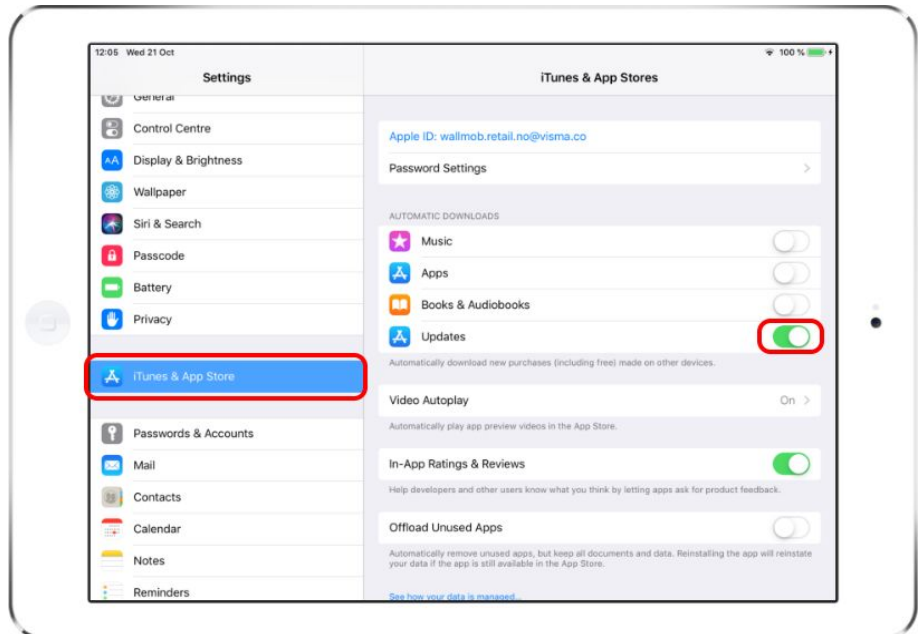 12:05 Wed 21 Oct
100 %
Settings
iTunes & App Stores
General
Control Centre
Display & Brightness
Wallpaper
Siri & Search
Passcode
Battery
Privacy
iTunes & App Store
Passwords & Accounts
Mail
Contacts
Calendar
Notes
Reminders
Apple ID: wallmob.retail.no@visma.co
Password Settings
AUTOMATIC DOWNLOADS
Music
Apps
Books & Audiobooks
Updates
Automatically download new purchases (including free) made on other devices.
Video Autoplay
On
Automatically play app preview videos in the App Store.
In-App Ratings & Reviews
Help developers and other users know what you think by letting apps ask for product feedback.
Offload Unused Apps
Automatically remove unused apps, but keep all documents and data. Reinstalling the app will reinstate
your data if the app is still available in the App Store.
See how your data is managed...